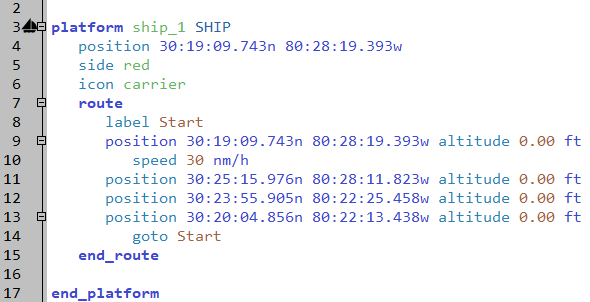 2
3 platform ship_1 SHIP
4 position 30:19:09.743n 80:28:19.393w
5 side red
6 icon carrier
7 route
8 label Start
9 position 30:19:09.743n 80:28:19.393w altitude 0.00 ft
10 speed 30 nm/h
11 position 30:25:15.976n 80:28:11.823w altitude 0.00 ft
12 position 30:23:55.905n 80:22:25.458w altitude 0.00 ft
13 position 30:20:04.856n 80:22:13.438w altitude 0.00 ft
14 goto Start
15 end_route
16
17 end_platform